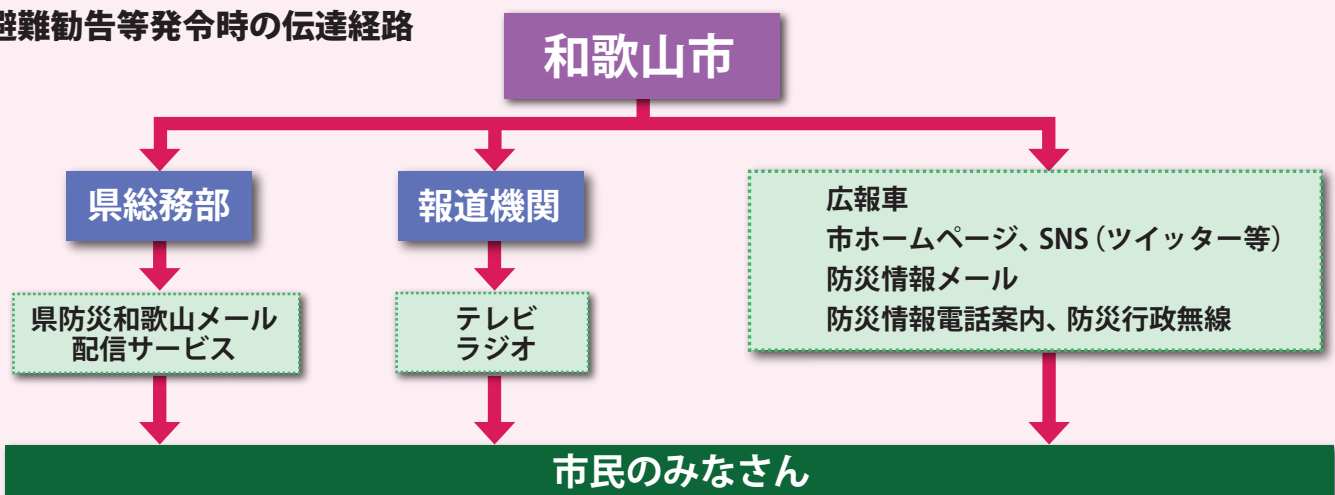 避難勧告等発令時の伝達経路
和歌山市
県総務部
報道機関
広報車
市ホームページ、SNS（ツイッター等）
防災情報メール
防災情報電話案内、防災行政無線
県防災和歌山メール
配信サービス
テレビ
ラジオ
市民のみなさん